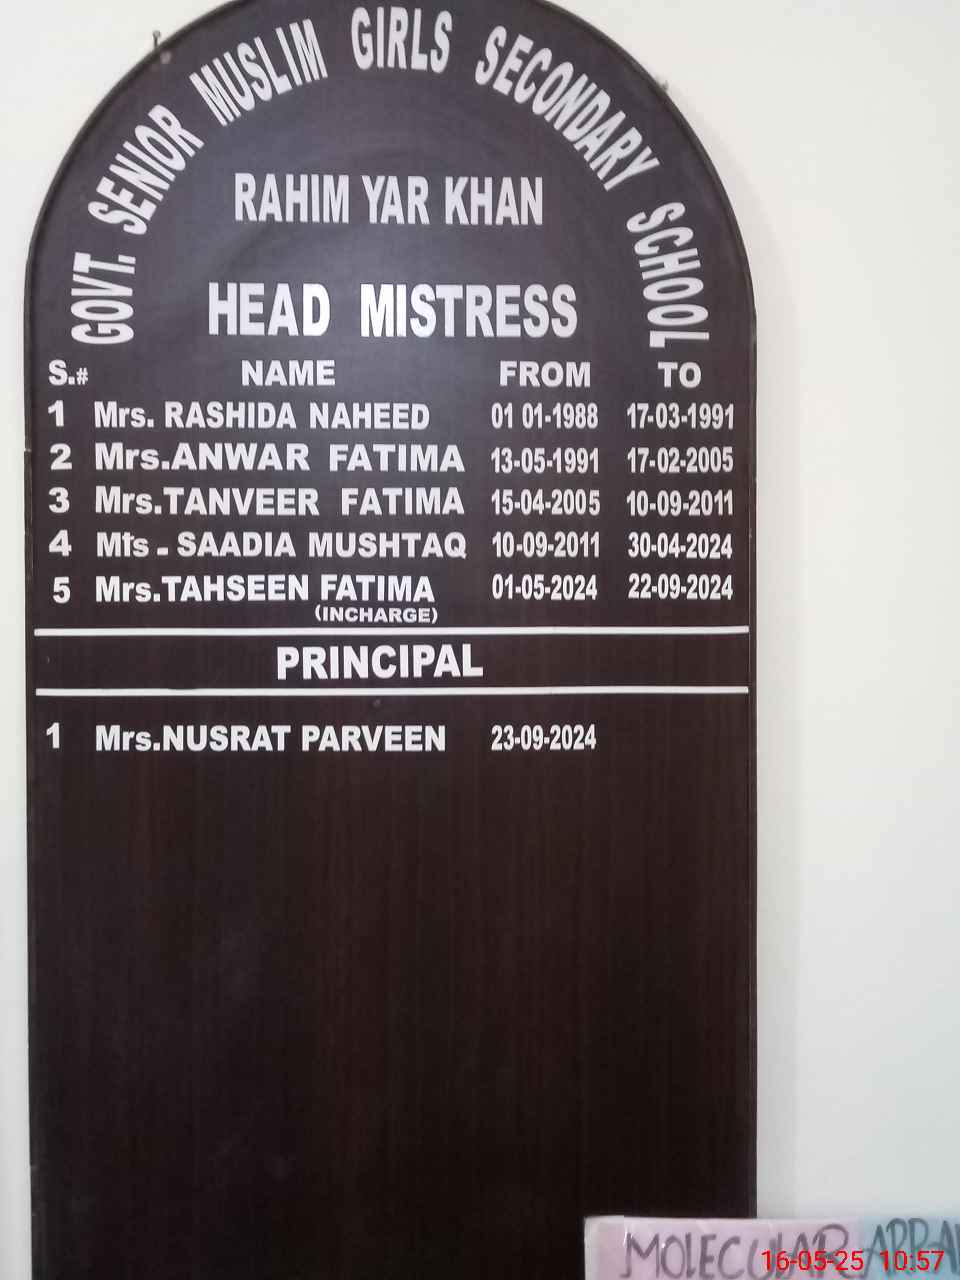 GOVT. SENIOR MUSLIM GIRLS SECONDARY SCHOOL
RAHIM YAR KHAN
HEAD MISTRESS
S.# NAME FROM TO
1 Mrs. RASHIDA NAHEED 01 01-1988 17-03-1991
2 Mrs.ANWAR FATIMA 13-05-1991 17-02-2005
3 Mrs.TANVEER FATIMA 15-04-2005 10-09-2011
4 SAADIA MUSHTAQ 10-09-2011 30-04-2024
5 Mrs.TAHSEEN FATIMA 01-05-2024 22-09-2024
(INCHARGE)
PRINCIPAL
1 Mrs.NUSRAT PARVEEN 23-09-2024
MOLECULAR
16-05-25 10:57